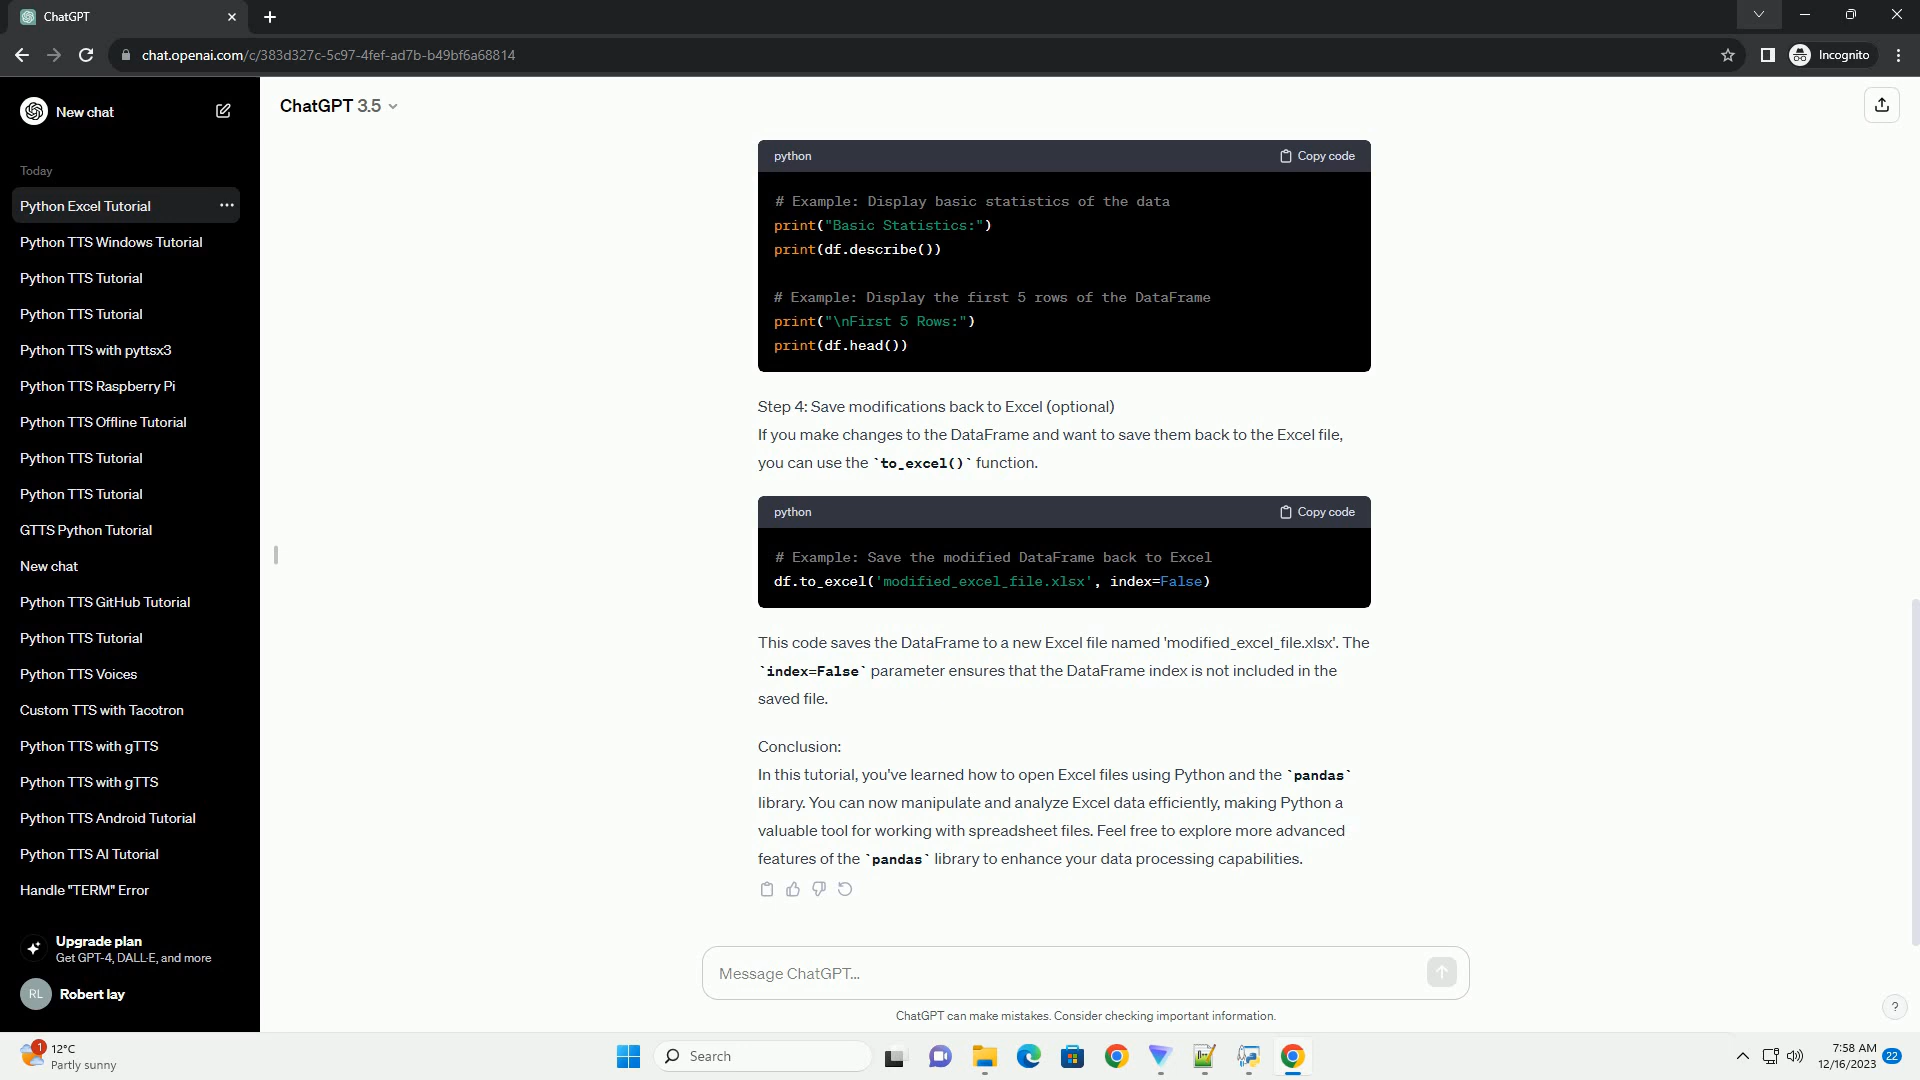 ChatGPT
chat.openai.com/c/383d327c-5c97-4fef-ad7b-b49bf6a68814
Incognito
New chat
Today
Python Excel Tutorial
Python TTS Windows Tutorial
Python TTS Tutorial
Python TTS Tutorial
Python TTS with pyttsx3
Python TTS Raspberry Pi
Python TTS Offline Tutorial
Python TTS Tutorial
Python TTS Tutorial
GTTS Python Tutorial
New chat
Python TTS GitHub Tutorial
Python TTS Tutorial
Python TTS Voices
Custom TTS with Tacotron
Python TTS with gTTS
Python TTS with gTTS
Python TTS Android Tutorial
Python TTS AI Tutorial
Handle "TERM" Error
Upgrade plan
Get GPT-4, DALL·E, and more
RL Robert lay
ChatGPT 3.5
python Copy code
# Example: Display basic statistics of the data
print("Basic Statistics:")
print(df.describe())
# Example: Display the first 5 rows of the DataFrame
print("\nFirst 5 Rows:")
print(df.head())
Step 4: Save modifications back to Excel (optional)
If you make changes to the DataFrame and want to save them back to the Excel file,
you can use the `to_excel()` function.
python Copy code
# Example: Save the modified DataFrame back to Excel
df.to_excel('modified_excel_file.xlsx', index=False)
This code saves the DataFrame to a new Excel file named 'modified_excel_file.xlsx'. The
`index=False` parameter ensures that the DataFrame index is not included in the
saved file.
Conclusion:
In this tutorial, you've learned how to open Excel files using Python and the `pandas`
library. You can now manipulate and analyze Excel data efficiently, making Python a
valuable tool for working with spreadsheet files. Feel free to explore more advanced
features of the `pandas` library to enhance your data processing capabilities.
Message ChatGPT...
ChatGPT can make mistakes. Consider checking important information.
?
1
12°C
Partly sunny
Search
7:58 AM
12/16/2023
22